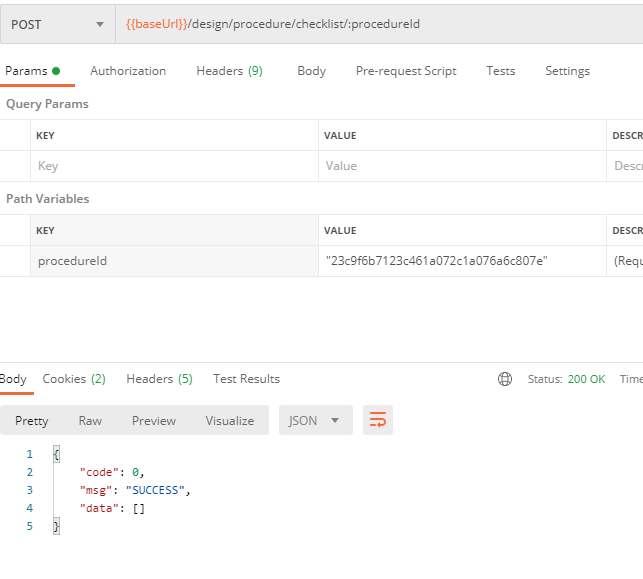 POST {{baseUrl}}/design/procedure/checklist/:procedureId
Params Authorization Headers (9) Body Pre-request Script Tests Settings
Query Params
KEY VALUE DESCR
Key Value Descr
Path Variables
KEY VALUE DESCR
procedureId "23c9f6b7123c461a072c1a076a6c807e" (Requ
Body Cookies (2) Headers (5) Test Results Status: 200 OK Time
Pretty Raw Preview Visualize JSON
1 {
2 "code": 0,
3 "msg": "SUCCESS",
4 "data": []
5 }